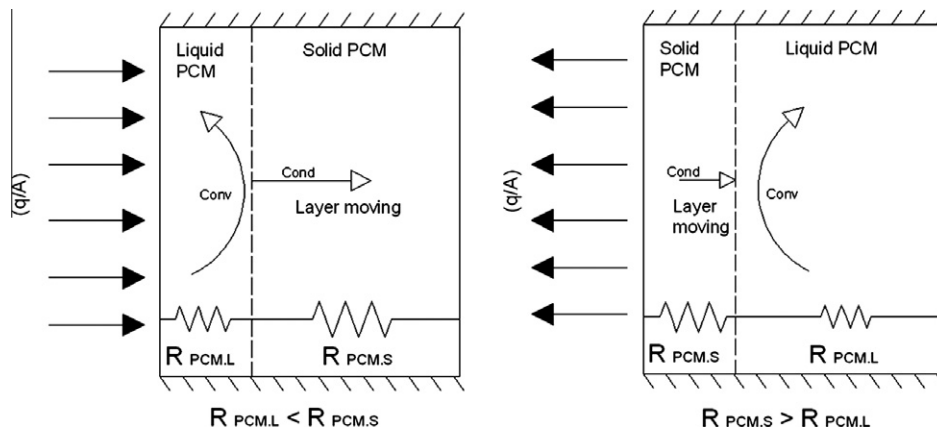 Liquid
PCM
Solid PCM
(q/A)
Conv
Cond
Layer moving
R PCM.L
R PCM.S
R PCM.L < R PCM.S
Solid
PCM
Liquid PCM
(q/A)
Cond
Layer
moving
Conv
R PCM.S
R PCM.L
R PCM.S > R PCM.L